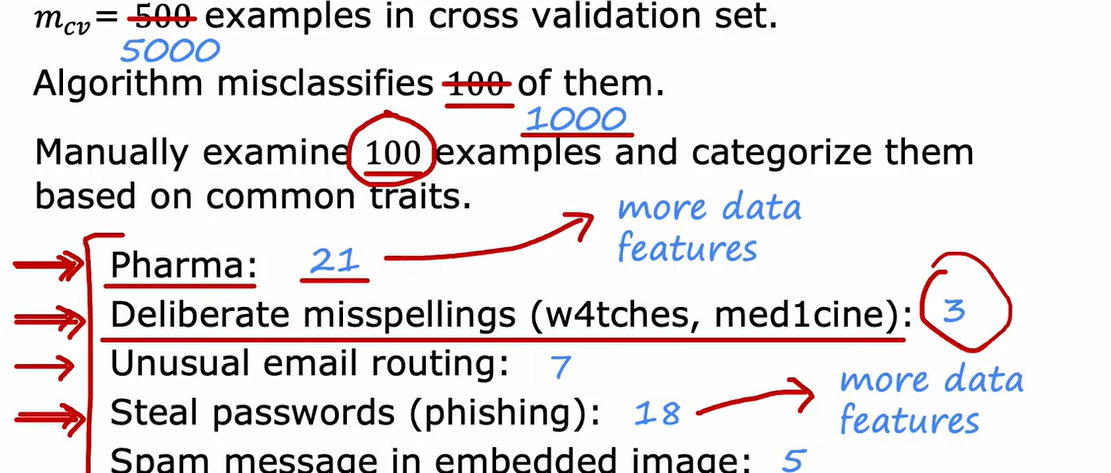 m_cv = 500 examples in cross validation set.
5000
Algorithm misclassifies 100 of them.
1000
Manually examine 100 examples and categorize them
based on common traits.
more data
features
Pharma: 21
Deliberate misspellings (w4tches, med1cine): 3
Unusual email routing: 7
more data
features
Steal passwords (phishing): 18
Spam message in embedded image: 5